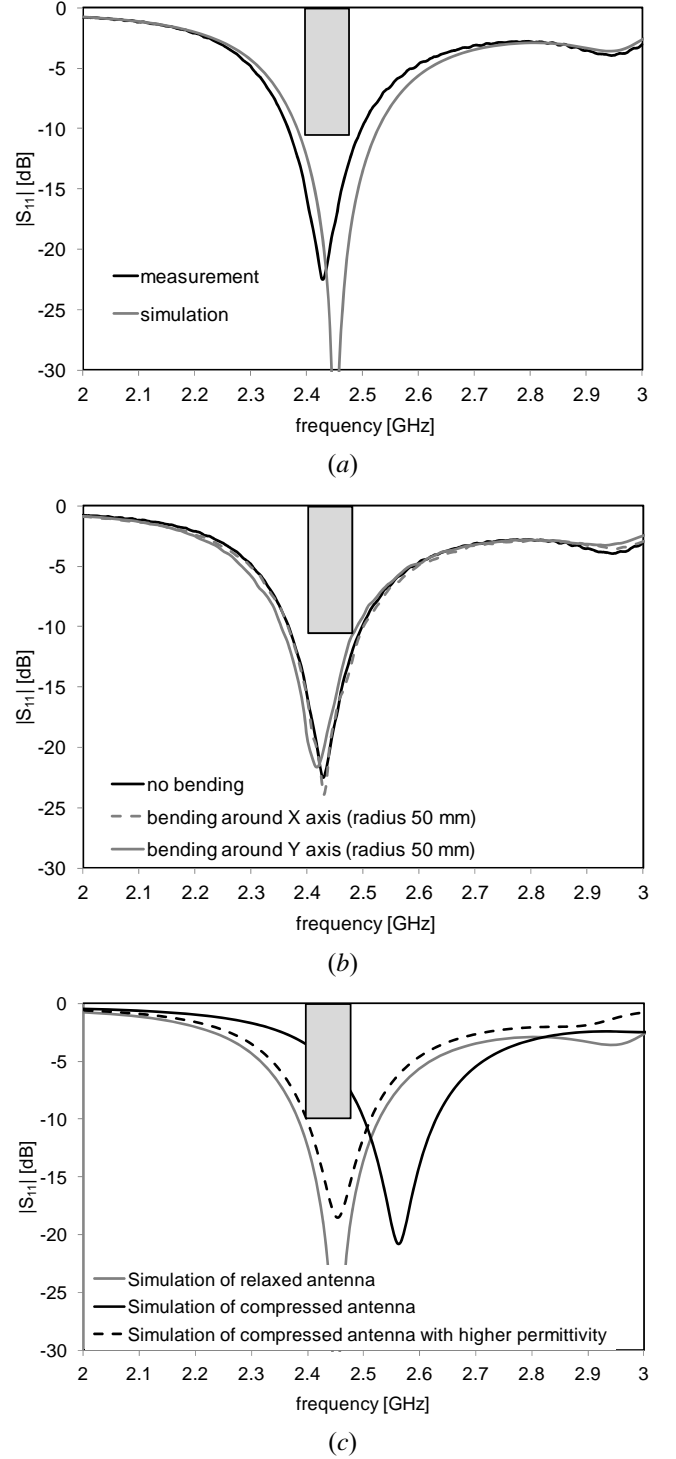 0
-5
-10
-15
-20
-25
-30
|S11| [dB]
measurement
simulation
2 2.1 2.2 2.3 2.4 2.5 2.6 2.7 2.8 2.9 3
frequency [GHz]
(a)
0
-5
-10
-15
-20
-25
-30
|S11| [dB]
no bending
bending around X axis (radius 50 mm)
bending around Y axis (radius 50 mm)
2 2.1 2.2 2.3 2.4 2.5 2.6 2.7 2.8 2.9 3
frequency [GHz]
(b)
0
-5
-10
-15
-20
-25
-30
|S11| [dB]
Simulation of relaxed antenna
Simulation of compressed antenna
Simulation of compressed antenna with higher permittivity
2 2.1 2.2 2.3 2.4 2.5 2.6 2.7 2.8 2.9 3
frequency [GHz]
(c)